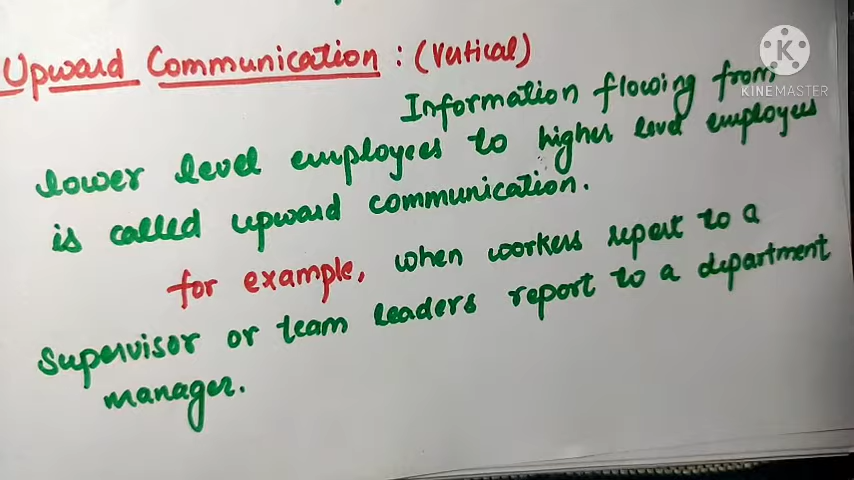 Upward Communication : (Vertical)
Information flowing from
lower level employees to higher level employees
is called upward communication.
for example, when workers report to a
supervisor or team leaders report to a department
manager.
K
KINEMASTER